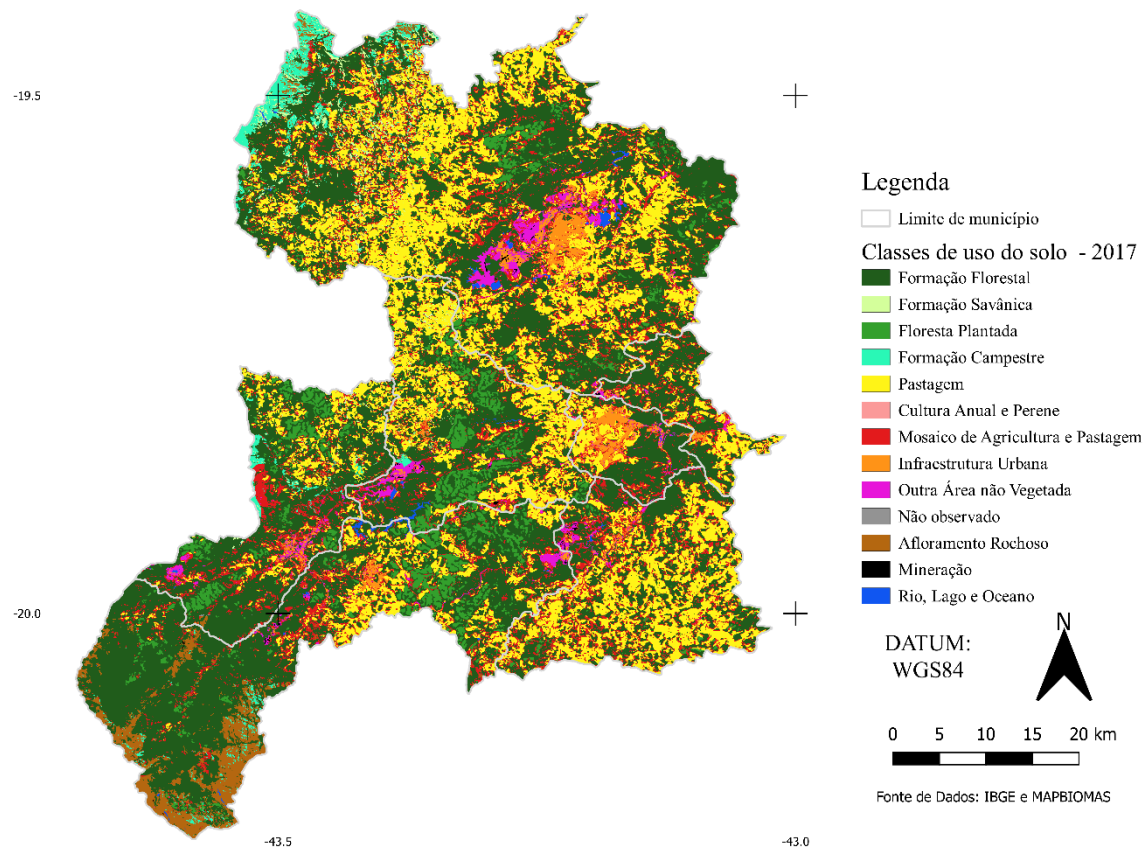 -19.5
-20.0
-43.5
-43.0
Legenda
Limite de município
Classes de uso do solo - 2017
Formação Florestal
Formação Savânica
Floresta Plantada
Formação Campestre
Pastagem
Cultura Anual e Perene
Mosaico de Agricultura e Pastagem
Infraestrutura Urbana
Outra Área não Vegetada
Não observado
Afloramento Rochoso
Mineração
Rio, Lago e Oceano
DATUM:
WGS84
N
0 5 10 15 20 km
Fonte de Dados: IBGE e MAPBIOMAS